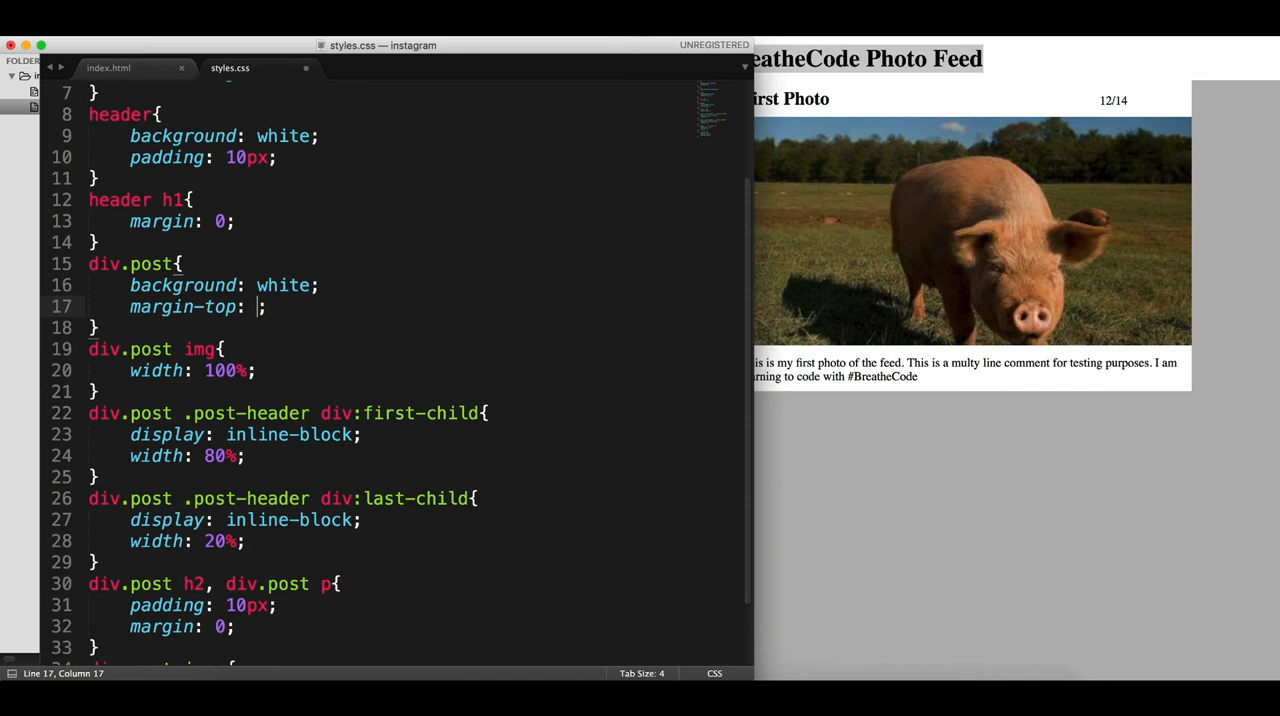 styles.css — instagram
UNREGISTERED
FOLDER
index.html
styles.css
7 }
8 header{
9 background: white;
10 padding: 10px;
11 }
12 header h1{
13 margin: 0;
14 }
15 div.post{
16 background: white;
17 margin-top: ;
18 }
19 div.post img{
20 width: 100%;
21 }
22 div.post .post-header div:first-child{
23 display: inline-block;
24 width: 80%;
25 }
26 div.post .post-header div:last-child{
27 display: inline-block;
28 width: 20%;
29 }
30 div.post h2, div.post p{
31 padding: 10px;
32 margin: 0;
33 }
Line 17, Column 17
Tab Size: 4
CSS
eatheCode Photo Feed
irst Photo
12/14
is is my first photo of the feed. This is a multy line comment for testing purposes. I am
rning to code with #BreatheCode